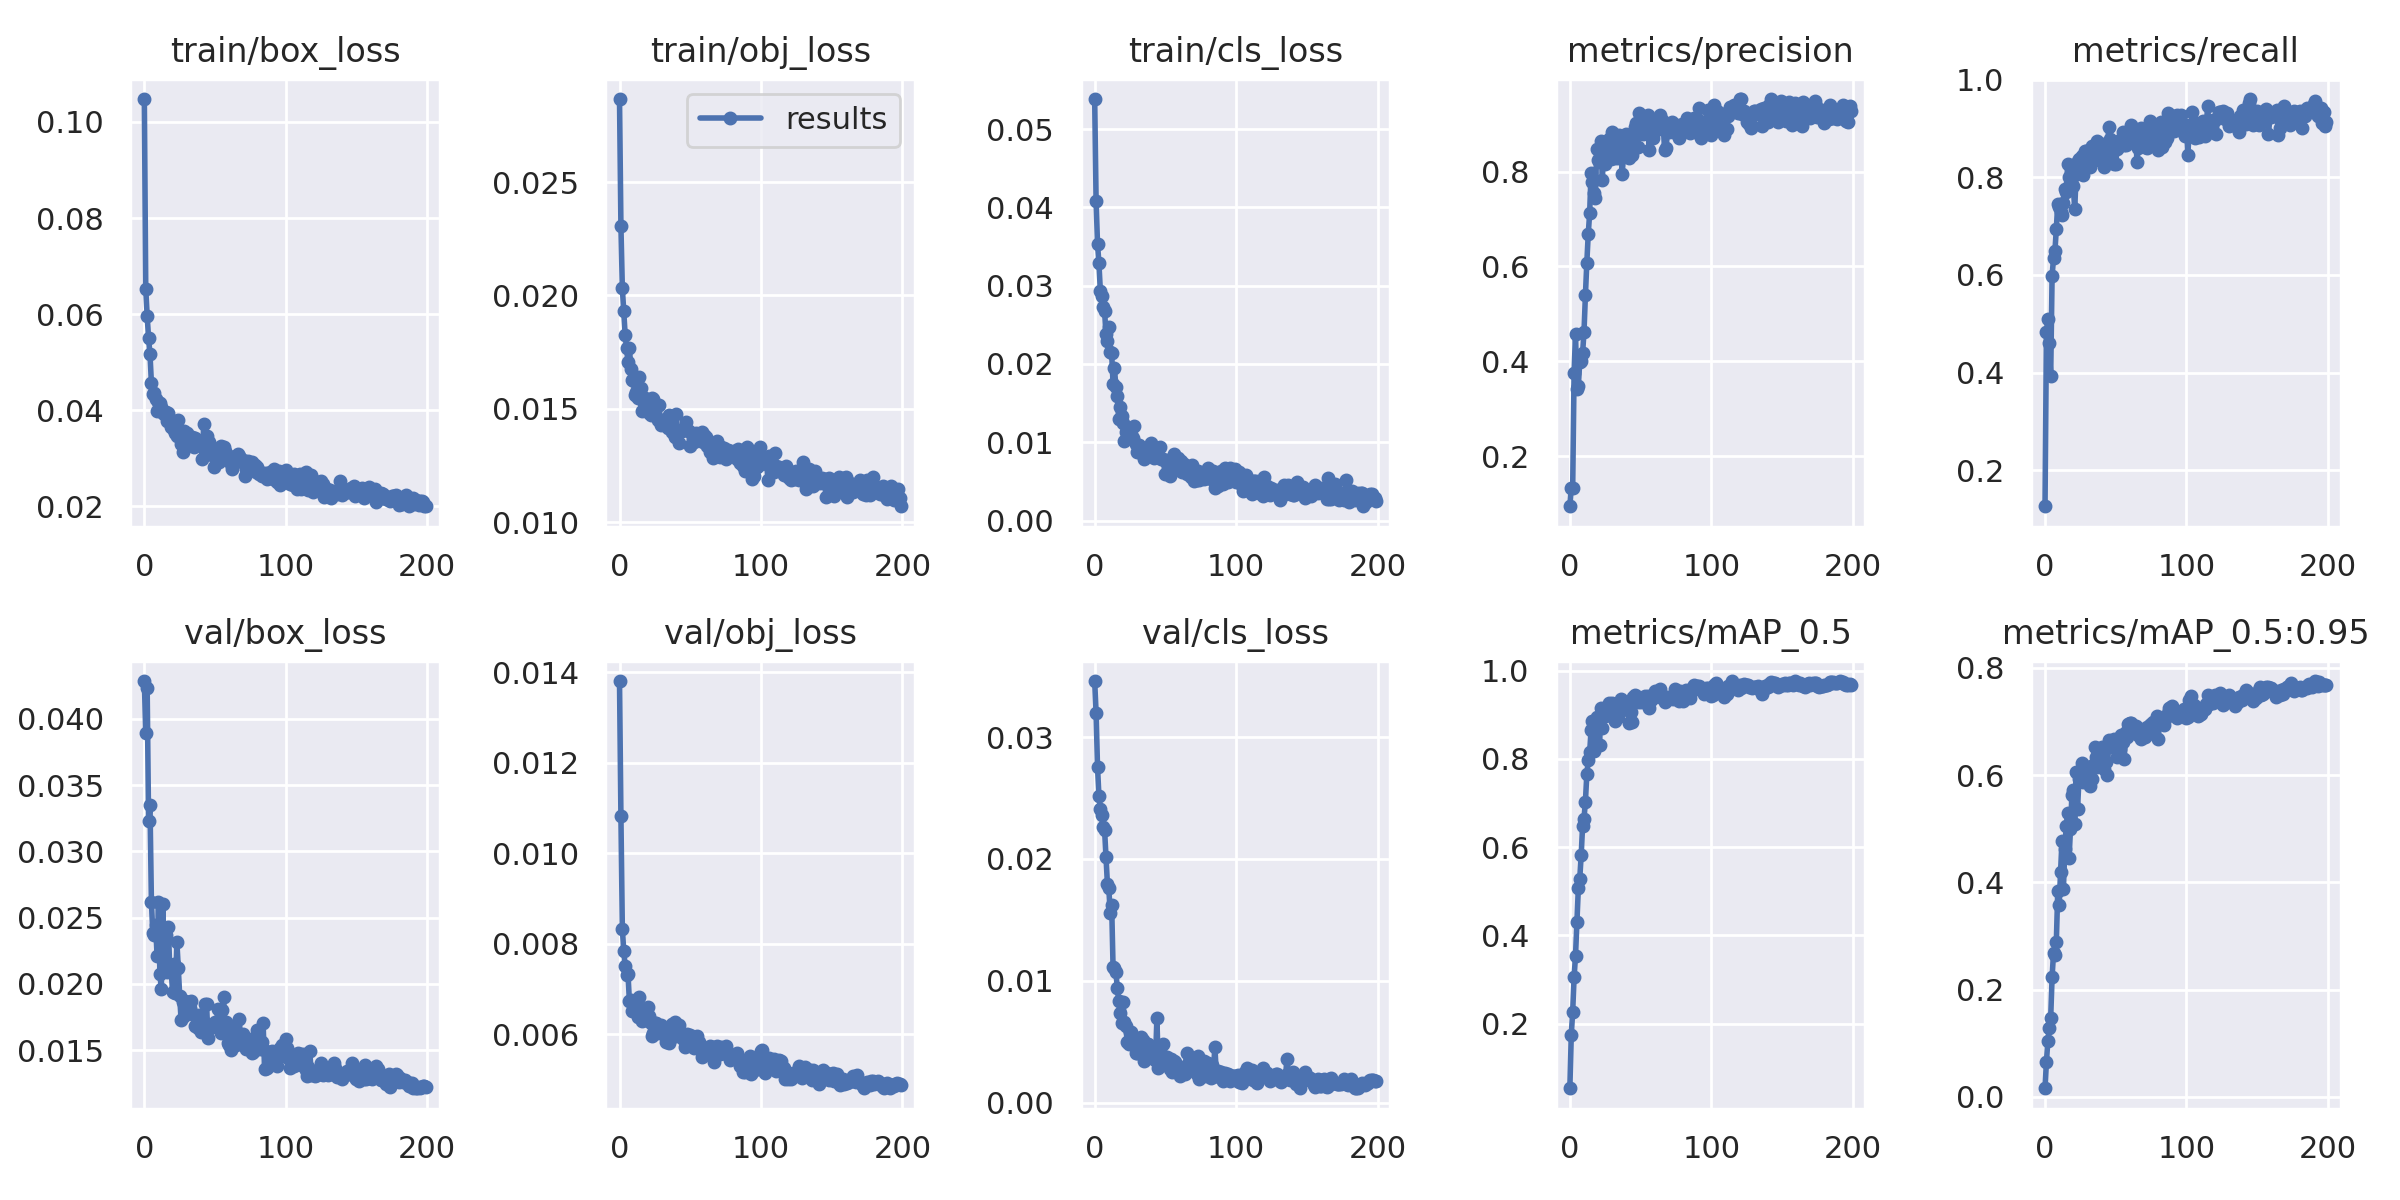 train/box_loss
0.10
0.08
0.06
0.04
0.02
0 100 200
train/obj_loss
results
0.025
0.020
0.015
0.010
0 100 200
train/cls_loss
0.05
0.04
0.03
0.02
0.01
0.00
0 100 200
metrics/precision
0.8
0.6
0.4
0.2
0 100 200
metrics/recall
1.0
0.8
0.6
0.4
0.2
0 100 200
val/box_loss
0.040
0.035
0.030
0.025
0.020
0.015
0 100 200
val/obj_loss
0.014
0.012
0.010
0.008
0.006
0 100 200
val/cls_loss
0.03
0.02
0.01
0.00
0 100 200
metrics/mAP_0.5
1.0
0.8
0.6
0.4
0.2
0 100 200
metrics/mAP_0.5:0.95
0.8
0.6
0.4
0.2
0.0
0 100 200